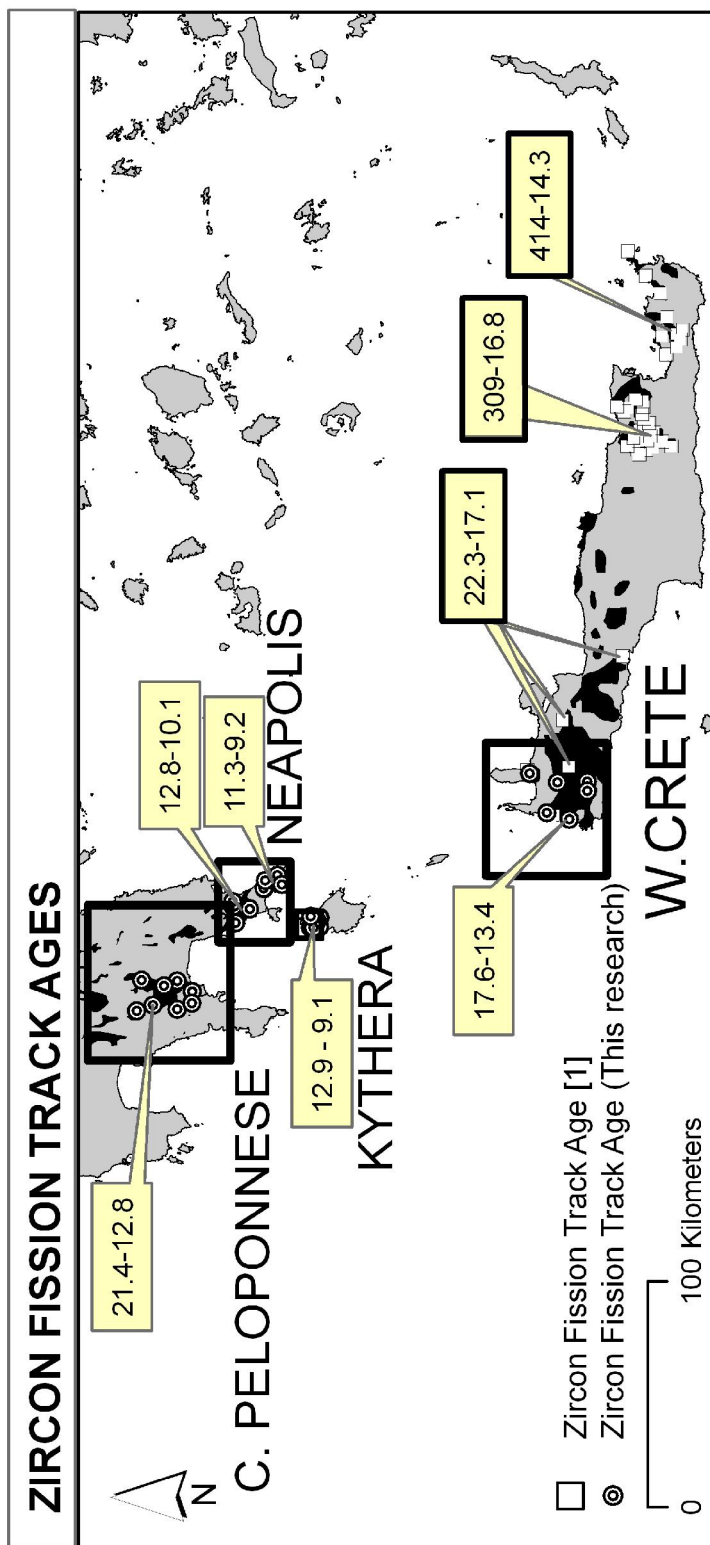 ZIRCON FISSION TRACK AGES
N
21.4-12.8
C. PELOPONNESE
12.8-10.1
11.3-9.2
NEAPOLIS
12.9 - 9.1
KYTHERA
17.6-13.4
W.CRETE
22.3-17.1
309-16.8
414-14.3
Zircon Fission Track Age [1]
Zircon Fission Track Age (This research)
0 100 Kilometers